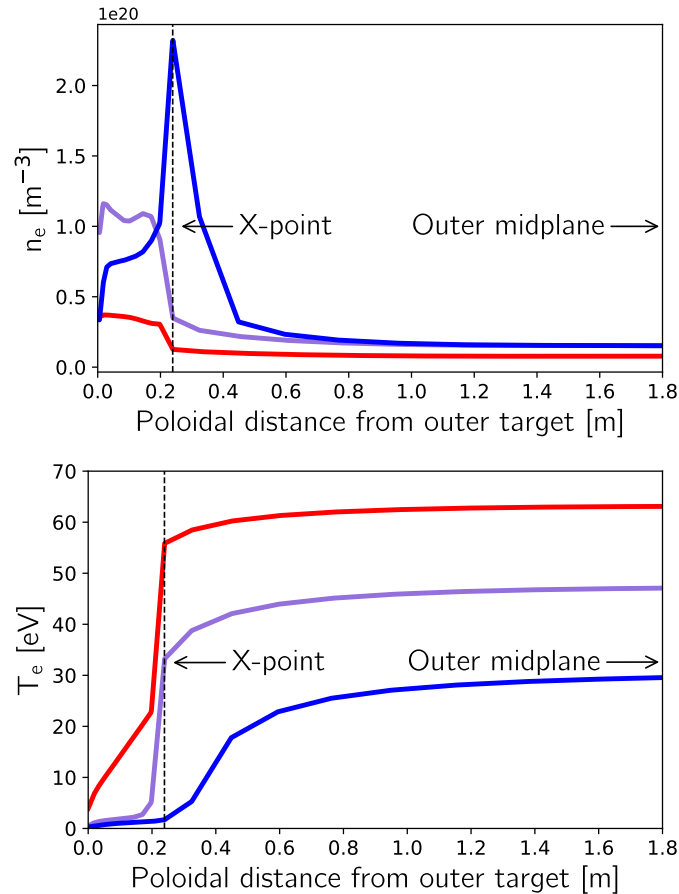 1e20
2.0
1.5
1.0
0.5
0.0
n_e [m^−3]
X-point
Outer midplane
0.0 0.2 0.4 0.6 0.8 1.0 1.2 1.4 1.6 1.8
Poloidal distance from outer target [m]
70
60
50
40
30
20
10
0
T_e [eV]
X-point
Outer midplane
0.0 0.2 0.4 0.6 0.8 1.0 1.2 1.4 1.6 1.8
Poloidal distance from outer target [m]